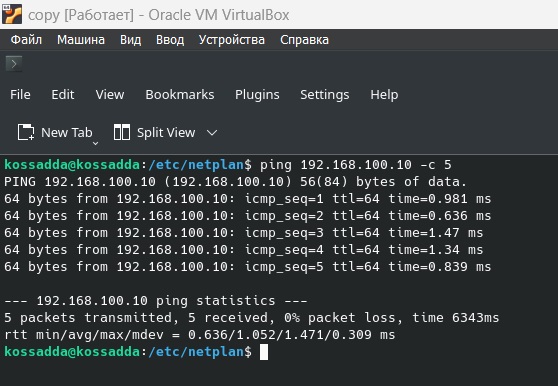 copy [Работает] - Oracle VM VirtualBox
Файл Машина Вид Ввод Устройства Справка
File Edit View Bookmarks Plugins Settings Help
New Tab Split View
kossadda@kossadda:/etc/netplan$ ping 192.168.100.10 -c 5
PING 192.168.100.10 (192.168.100.10) 56(84) bytes of data.
64 bytes from 192.168.100.10: icmp_seq=1 ttl=64 time=0.981 ms
64 bytes from 192.168.100.10: icmp_seq=2 ttl=64 time=0.636 ms
64 bytes from 192.168.100.10: icmp_seq=3 ttl=64 time=1.47 ms
64 bytes from 192.168.100.10: icmp_seq=4 ttl=64 time=1.34 ms
64 bytes from 192.168.100.10: icmp_seq=5 ttl=64 time=0.839 ms
--- 192.168.100.10 ping statistics ---
5 packets transmitted, 5 received, 0% packet loss, time 6343ms
rtt min/avg/max/mdev = 0.636/1.052/1.471/0.309 ms
kossadda@kossadda:/etc/netplan$